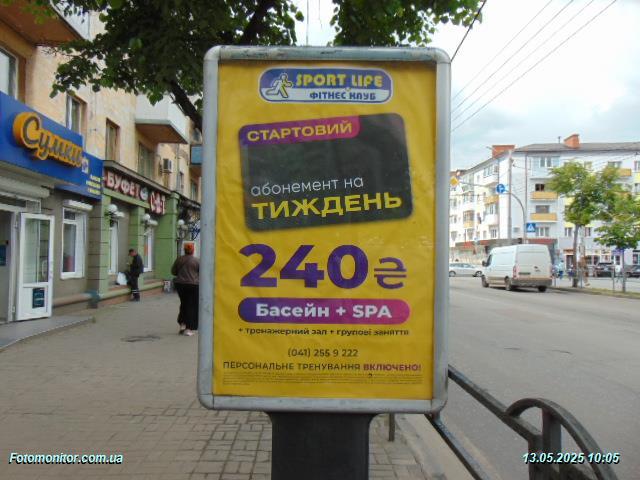 SPORT LIFE
ФІТНЕС КЛУБ
СТАРТОВИЙ
абонемент на
ТИЖДЕНЬ
240₴
Басейн + SPA
+ тренажерний зал + групові заняття
(041) 255 9 222
ПЕРСОНАЛЬНЕ ТРЕНУВАННЯ ВКЛЮЧЕНО!
Сумки
БУФЕТ
Fotomonitor.com.ua
13.05.2025 10:05